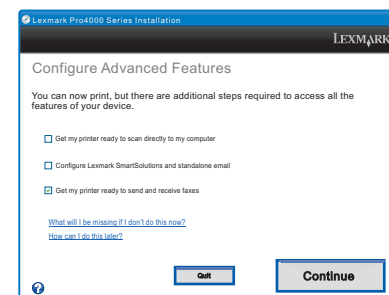 Lexmark Pro4000 Series Installation
LEXMARK
Configure Advanced Features
You can now print, but there are additional steps required to access all the
features of your device.
Get my printer ready to scan directly to my computer
Configure Lexmark SmartSolutions and standalone email
Get my printer ready to send and receive faxes
What will I be missing if I don't do this now?
How can I do this later?
?
Quit
Continue